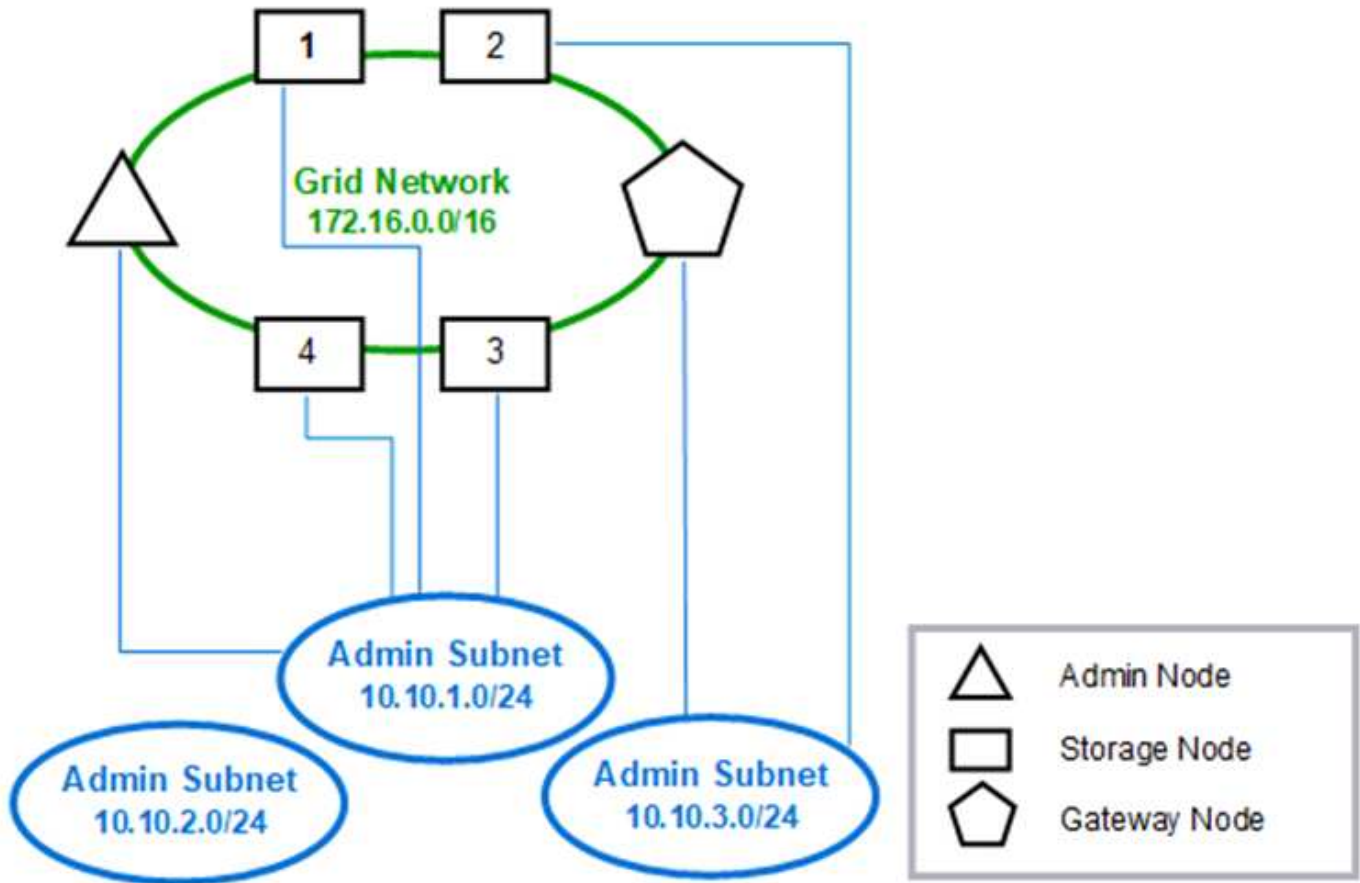 1
2
Grid Network
172.16.0.0/16
4
3
Admin Subnet
10.10.1.0/24
Admin Subnet
10.10.2.0/24
Admin Subnet
10.10.3.0/24
Admin Node
Storage Node
Gateway Node